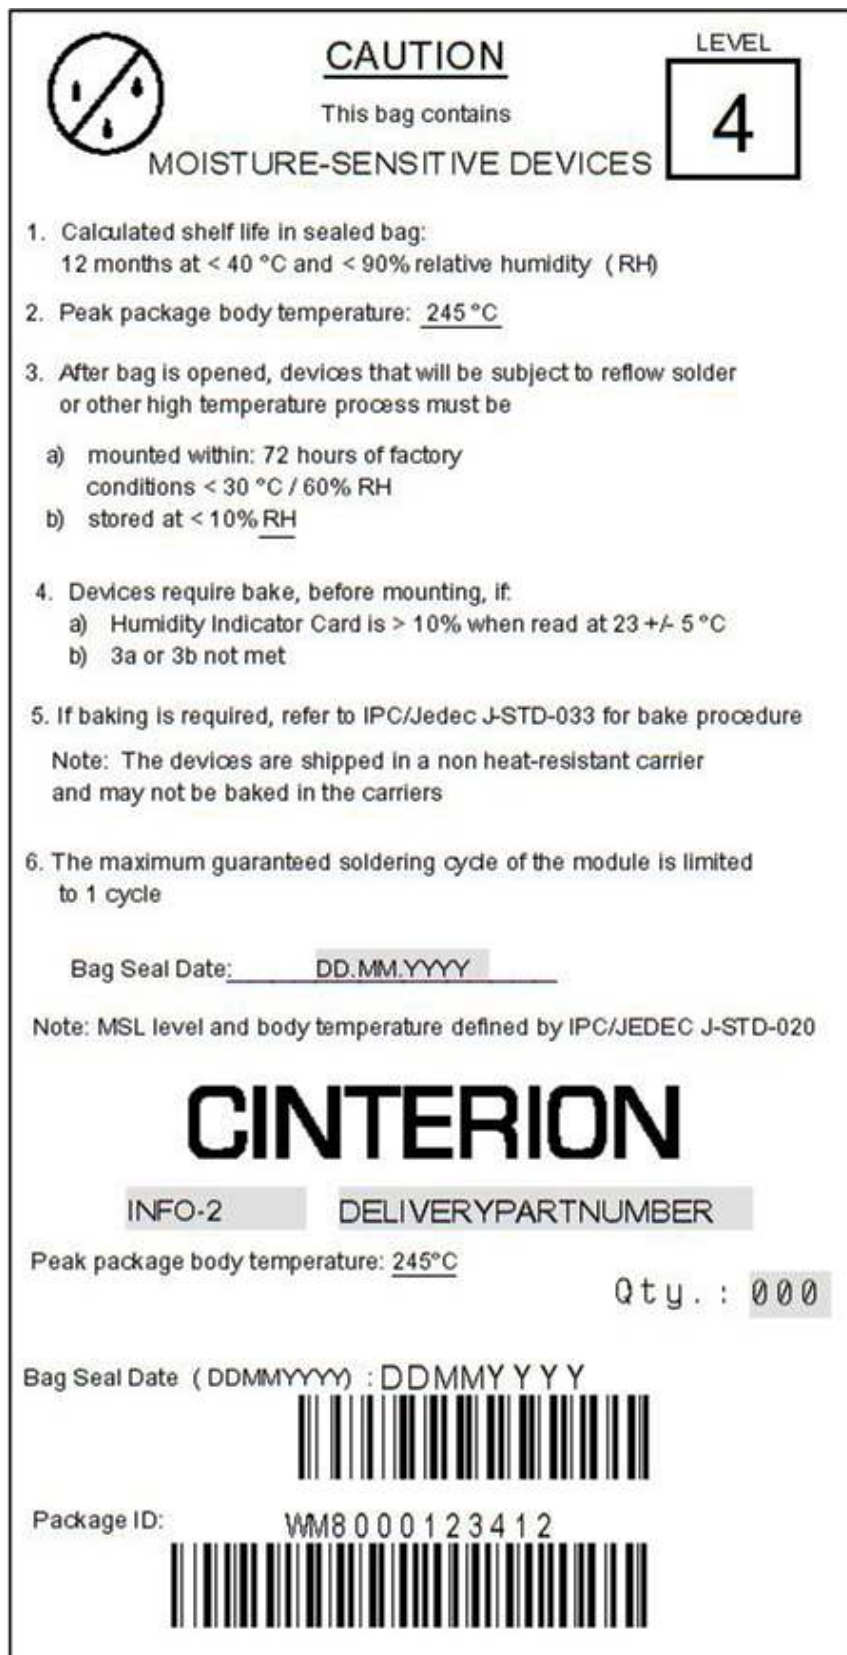 CAUTION
LEVEL
4
This bag contains
MOISTURE-SENSITIVE DEVICES
1. Calculated shelf life in sealed bag:
12 months at < 40 °C and < 90% relative humidity ( RH)
2. Peak package body temperature: 245 °C
3. After bag is opened, devices that will be subject to reflow solder
or other high temperature process must be
a) mounted within: 72 hours of factory
conditions < 30 °C / 60% RH
b) stored at < 10% RH
4. Devices require bake, before mounting, if:
a) Humidity Indicator Card is > 10% when read at 23 +/- 5 °C
b) 3a or 3b not met
5. If baking is required, refer to IPC/Jedec J-STD-033 for bake procedure
Note: The devices are shipped in a non heat-resistant carrier
and may not be baked in the carriers
6. The maximum guaranteed soldering cycle of the module is limited
to 1 cycle
Bag Seal Date: DD.MM.YYYY
Note: MSL level and body temperature defined by IPC/JEDEC J-STD-020
CINTERION
INFO-2 DELIVERYPARTNUMBER
Peak package body temperature: 245°C
Qty.: 000
Bag Seal Date ( DDMMYYYY) : DDMMYYYY
Package ID: WM8000123412